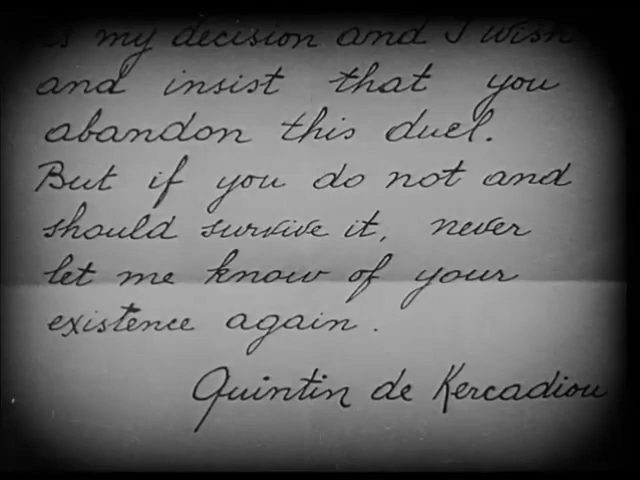 is my decision and I wish
and insist that you
abandon this duel.
But if you do not and
should survive it, never
let me know of your
existence again.
Quintin de Kercadiou